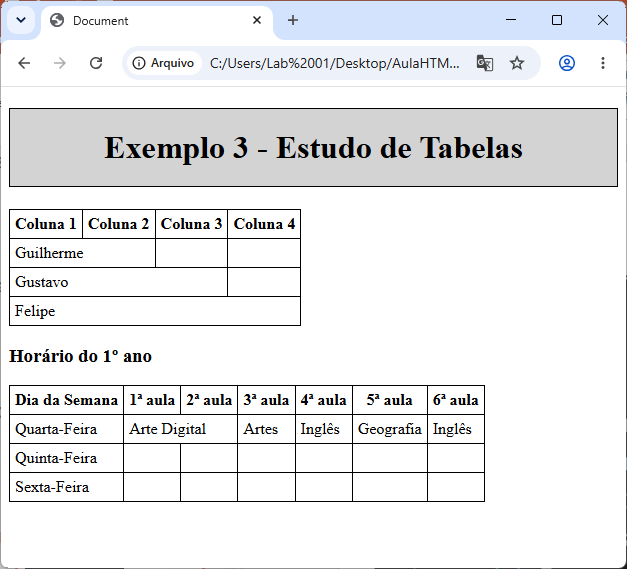 Document
Arquivo C:/Users/Lab%2001/Desktop/AulaHTM...
Exemplo 3 - Estudo de Tabelas
Coluna 1 Coluna 2 Coluna 3 Coluna 4
Guilherme
Gustavo
Felipe
Horário do 1º ano
Dia da Semana 1ª aula 2ª aula 3ª aula 4ª aula 5ª aula 6ª aula
Quarta-Feira Arte Digital Artes Inglês Geografia Inglês
Quinta-Feira
Sexta-Feira